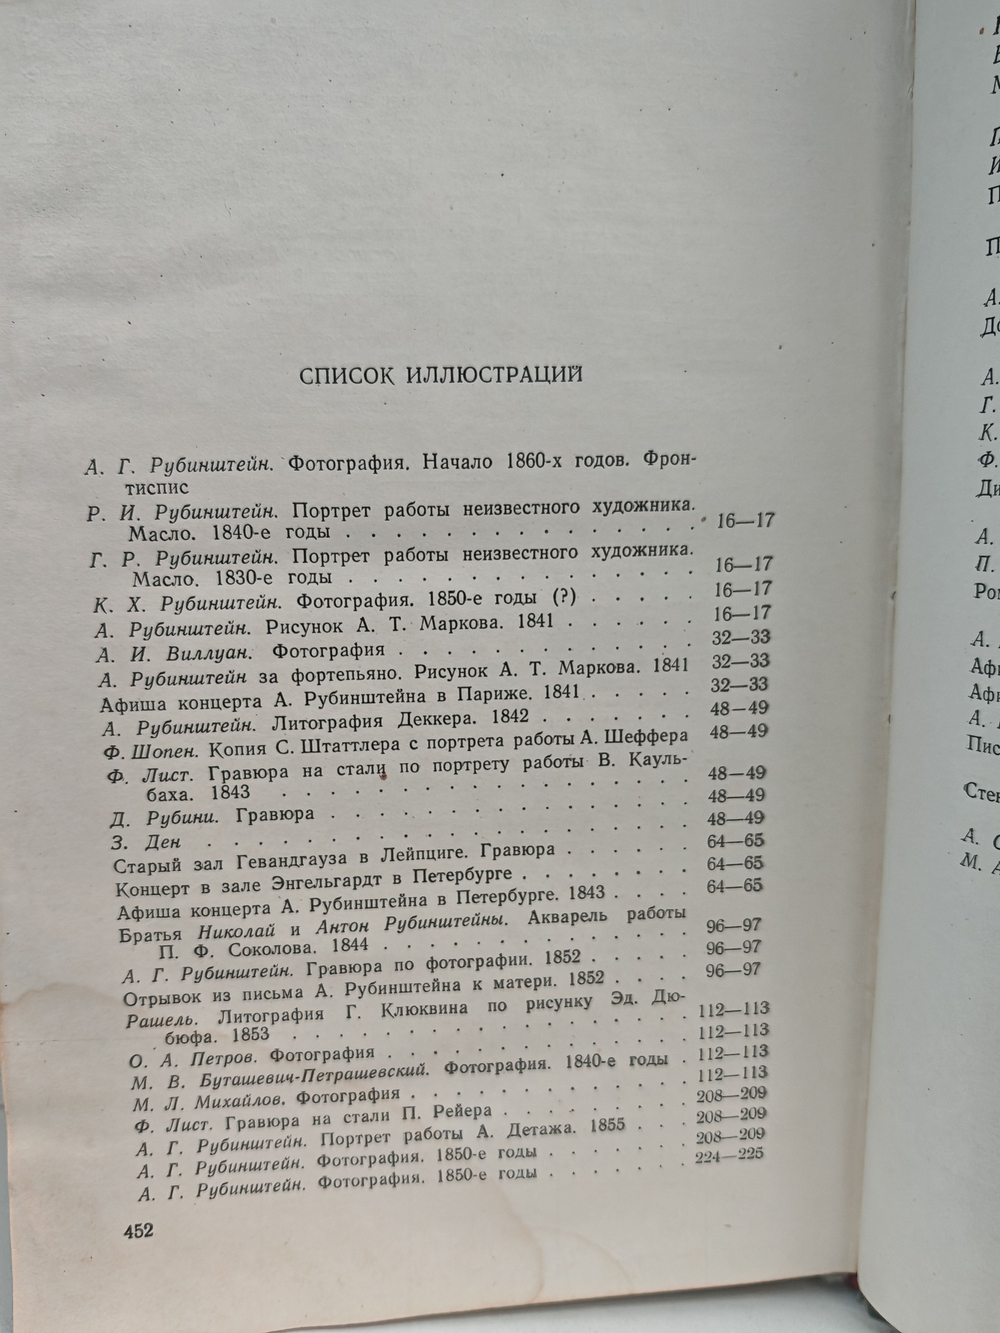 СПИСОК ИЛЛЮСТРАЦИЙ
А. Г. Рубинштейн. Фотография. Начало 1860-х годов. Фрон-
тиспис
Р. И. Рубинштейн. Портрет работы неизвестного художника.
Масло. 1840-е годы . . . . . . . . . . . . . . 16—17
Г. Р. Рубинштейн. Портрет работы неизвестного художника.
Масло. 1830-е годы . . . . . . . . . . . . . . 16—17
К. Х. Рубинштейн. Фотография. 1850-е годы (?) . . . . . 16—17
А. Рубинштейн. Рисунок А. Т. Маркова. 1841 . . . . . . 16—17
А. И. Виллуан. Фотография . . . . . . . . . . . . 32—33
А. Рубинштейн за фортепьяно. Рисунок А. Т. Маркова. 1841 32—33
Афиша концерта А. Рубинштейна в Париже. 1841 . . . . . 32—33
А. Рубинштейн. Литография Деккера. 1842 . . . . . . . 48—49
Ф. Шопен. Копия С. Штаттлера с портрета работы А. Шеффера 48—49
Ф. Лист. Гравюра на стали по портрету работы В. Кауль-
баха. 1843 . . . . . . . . . . . . . . . . 48—49
Д. Рубини. Гравюра . . . . . . . . . . . . . . 48—49
З. Ден . . . . . . . . . . . . . . . . . . . 48—49
Старый зал Гевандгауза в Лейпциге. Гравюра . . . . . . 64—65
Концерт в зале Энгельгардт в Петербурге . . . . . . . . 64—65
Афиша концерта А. Рубинштейна в Петербурге. 1843 . . . . 64—65
Братья Николай и Антон Рубинштейны. Акварель работы
П. Ф. Соколова. 1844 . . . . . . . . . . . . . 96—97
А. Г. Рубинштейн. Гравюра по фотографии. 1852 . . . . . 96—97
Отрывок из письма А. Рубинштейна к матери. 1852 . . . . 96—97
Рашель. Литография Г. Клюквина по рисунку Эд. Дю-
бюфа. 1853 . . . . . . . . . . . . . . . . 112—113
О. А. Петров. Фотография . . . . . . . . . . . . 112—113
М. В. Буташевич-Петрашевский. Фотография. 1840-е годы . 112—113
М. Л. Михайлов. Фотография . . . . . . . . . . . 112—113
Ф. Лист. Гравюра на стали П. Рейера . . . . . . . . 208—209
А. Г. Рубинштейн. Портрет работы А. Детажа. 1855 . . . 208—209
А. Г. Рубинштейн. Фотография. 1850-е годы . . . . . . 208—209
А. Г. Рубинштейн. Фотография. 1850-е годы . . . . . . 224—225
452